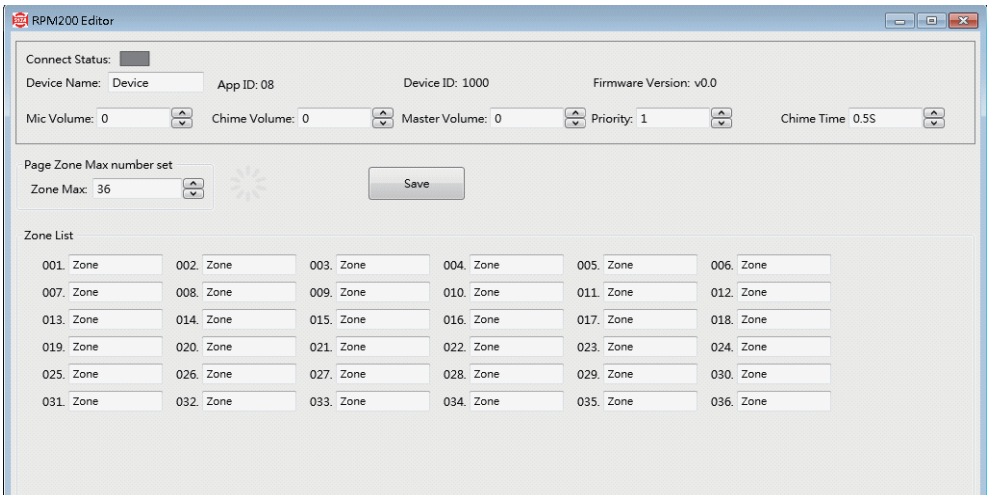 RPM200 Editor
Connect Status:
Device Name: Device App ID: 08 Device ID: 1000 Firmware Version: v0.0
Mic Volume: 0 Chime Volume: 0 Master Volume: 0 Priority: 1 Chime Time 0.5S
Page Zone Max number set
Zone Max: 36
Save
Zone List
001. Zone 002. Zone 003. Zone 004. Zone 005. Zone 006. Zone
007. Zone 008. Zone 009. Zone 010. Zone 011. Zone 012. Zone
013. Zone 014. Zone 015. Zone 016. Zone 017. Zone 018. Zone
019. Zone 020. Zone 021. Zone 022. Zone 023. Zone 024. Zone
025. Zone 026. Zone 027. Zone 028. Zone 029. Zone 030. Zone
031. Zone 032. Zone 033. Zone 034. Zone 035. Zone 036. Zone